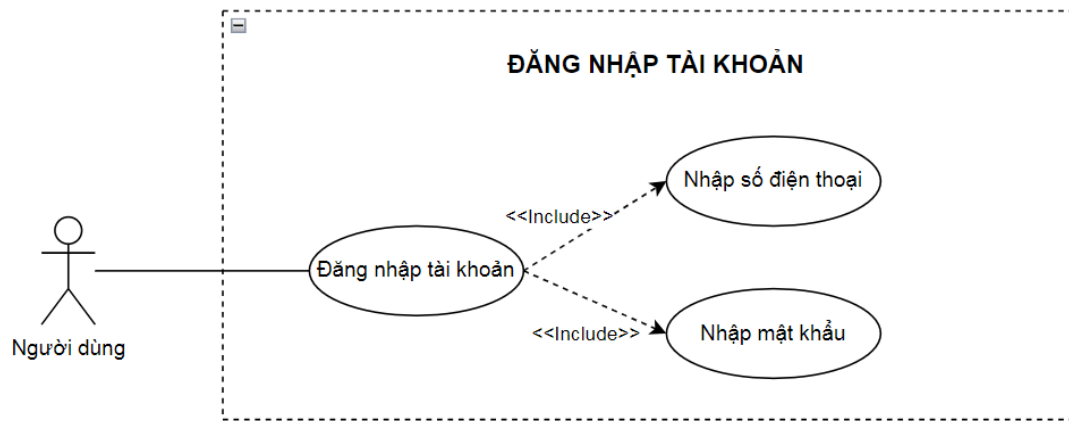 ĐĂNG NHẬP TÀI KHOẢN
Nhập số điện thoại
<<Include>>
Đăng nhập tài khoản
<<Include>>
Nhập mật khẩu
Người dùng